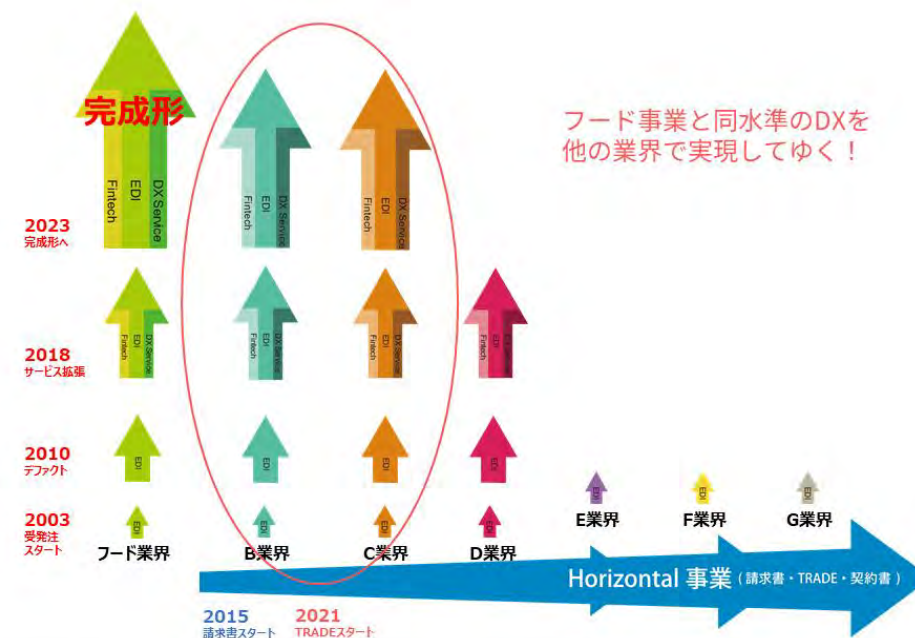 完成形
Fintech
EDI
DX Service
Fintech
EDI
DX Service
Fintech
EDI
DX Service
フード事業と同水準のDXを
他の業界で実現してゆく！
2023
完成形へ
Fintech
EDI
DX Service
Fintech
EDI
DX Service
Fintech
EDI
DX Service
Fintech
EDI
DX Service
2018
サービス拡張
EDI
EDI
EDI
EDI
2010
デファクト
EDI
EDI
EDI
EDI
EDI
EDI
EDI
2003
受発注
スタート
フード業界
B業界
C業界
D業界
E業界
F業界
G業界
Horizontal 事業 （請求書・TRADE・契約書）
2015
請求書スタート
2021
TRADEスタート